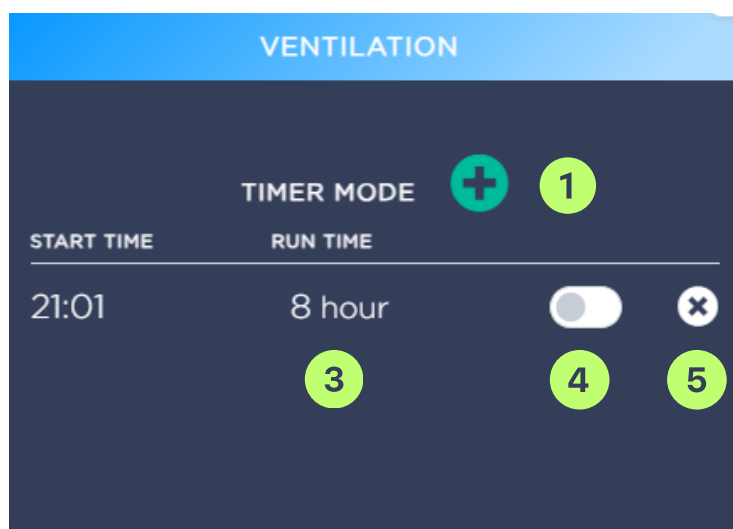 VENTILATION
TIMER MODE 1
START TIME RUN TIME
21:01 8 hour
3 4 5